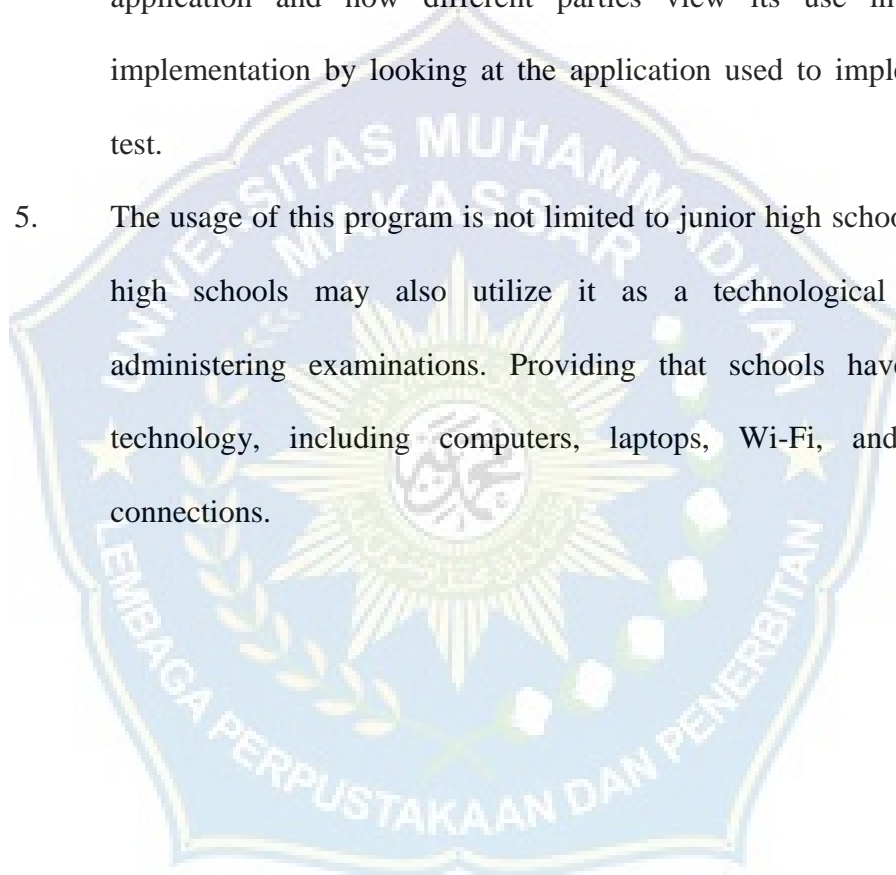 application and how different parties view its use in
implementation by looking at the application used to
test.
5. The usage of this program is not limited to junior high
high schools may also utilize it as a technological
administering examinations. Providing that schools
technology, including computers, laptops, Wi-Fi, and
connections.
UNIVERSITAS MUHAMMADIYAH
MAKASSAR
LEMBAGA PERPUSTAKAAN DAN PENERBITAN